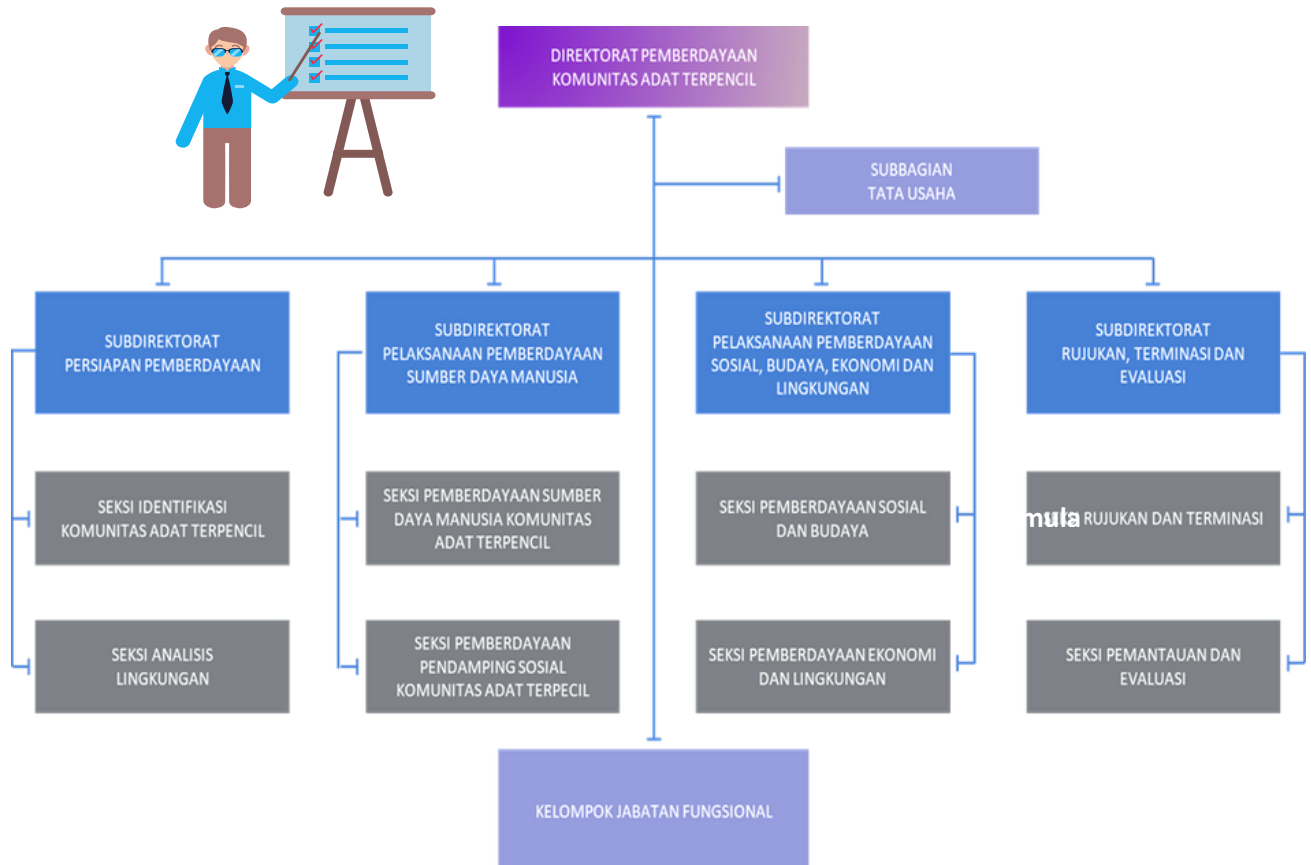 DIREKTORAT PEMBERDAYAAN
KOMUNITAS ADAT TERPENCIL
SUBBAGIAN
TATA USAHA
SUBDIREKTORAT
PERSIAPAN PEMBERDAYAAN
SUBDIREKTORAT
PELAKSANAAN PEMBERDAYAAN
SUMBER DAYA MANUSIA
SUBDIREKTORAT
PELAKSANAAN PEMBERDAYAAN
SOSIAL, BUDAYA, EKONOMI DAN
LINGKUNGAN
SUBDIREKTORAT
RUJUKAN, TERMINASI DAN
EVALUASI
SEKSI IDENTIFIKASI
KOMUNITAS ADAT TERPENCIL
SEKSI PEMBERDAYAAN SUMBER
DAYA MANUSIA KOMUNITAS
ADAT TERPENCIL
SEKSI PEMBERDAYAAN SOSIAL
DAN BUDAYA
mula
RUJUKAN DAN TERMINASI
SEKSI ANALISIS
LINGKUNGAN
SEKSI PEMBERDAYAAN
PENDAMPING SOSIAL
KOMUNITAS ADAT TERPECIL
SEKSI PEMBERDAYAAN EKONOMI
DAN LINGKUNGAN
SEKSI PEMANTAUAN DAN
EVALUASI
KELOMPOK JABATAN FUNGSIONAL